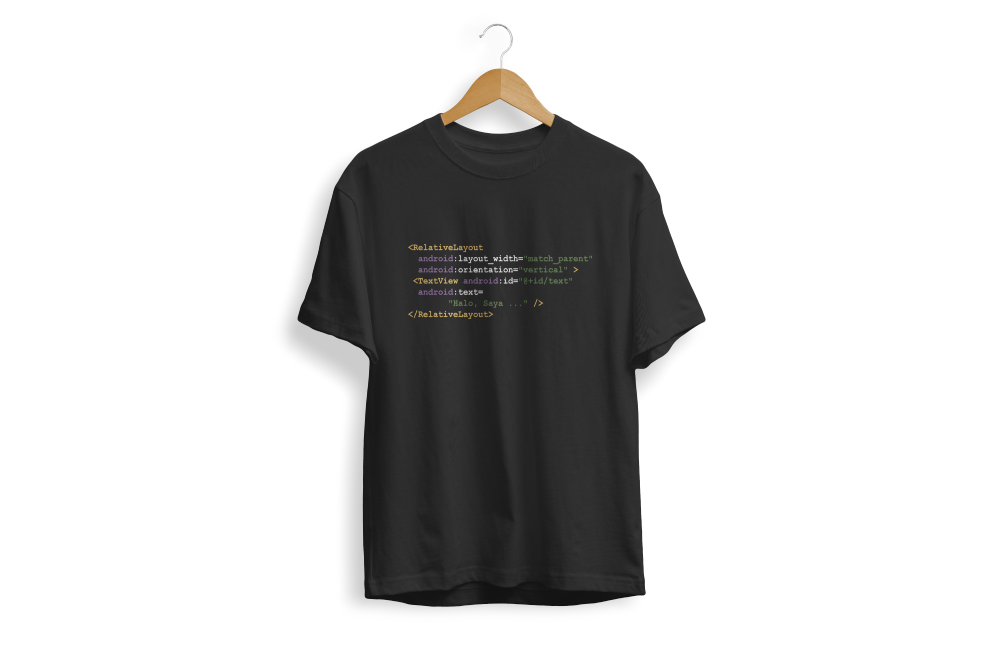 <RelativeLayout
android:layout_width="match_parent"
android:orientation="vertical" >
<TextView android:id="@+id/text"
android:text=
"Halo, Saya ..." />
</RelativeLayout>